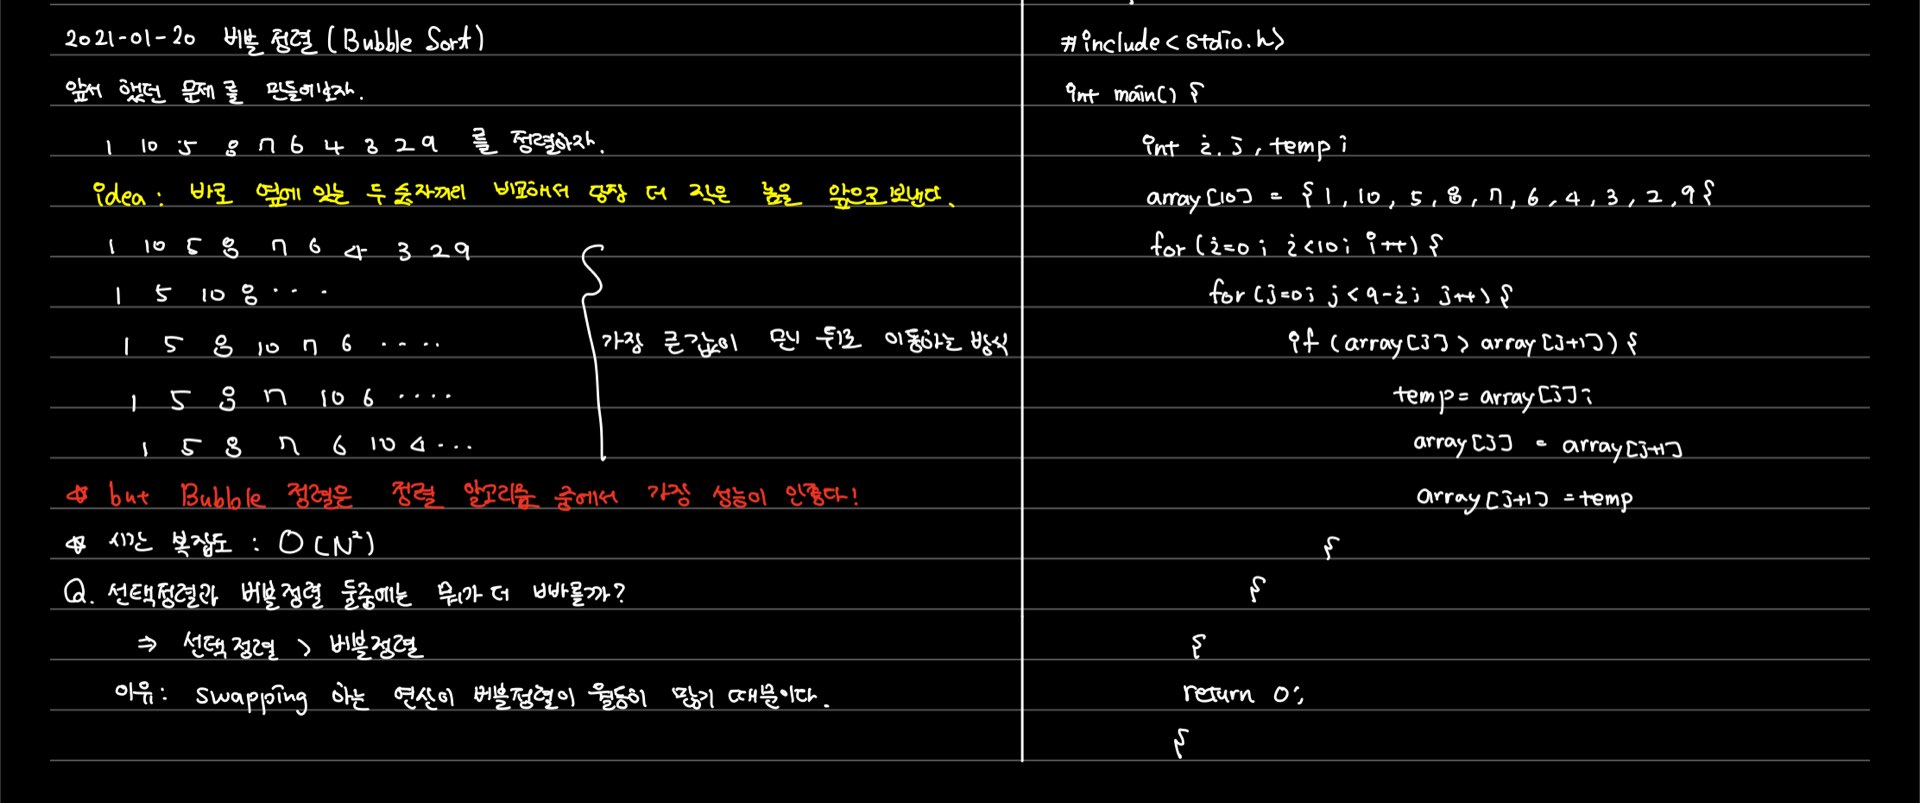 2021-01-20 버블 정렬 (Bubble Sort)
앞서 했던 문제를 만들어보자.
1 10 5 8 7 6 4 3 2 9 를 정렬하자.
idea : 바로 옆에 있는 두 숫자끼리 비교해서 당장 더 작은 놈을 앞으로 보낸다.
1 10 5 8 7 6 4 3 2 9
1 5 10 8 ...
1 5 8 10 7 6 ....
가장 큰 값이 맨 뒤로 이동하는 방식
1 5 8 7 10 6 ....
1 5 8 7 6 10 4 ...
☆ but Bubble 정렬은 정렬 알고리즘 중에서 가장 성능이 안좋다!
☆ 시간 복잡도 : O(N²)
Q. 선택정렬과 버블정렬 둘중에는 뭐가 더 빠를까?
⇒ 선택정렬 > 버블정렬
이유: swapping 하는 연산이 버블정렬이 월등히 많기 때문이다.
#include<stdio.h>
int main() {
int i, j, temp;
array[10] = {1, 10, 5, 8, 7, 6, 4, 3, 2, 9}
for (i=0; i<10; i++) {
for (j=0; j<9-i; j++) {
if (array[j] > array[j+1]) {
temp = array[j];
array[j] = array[j+1]
array[j+1] = temp
}
}
}
return 0;
}